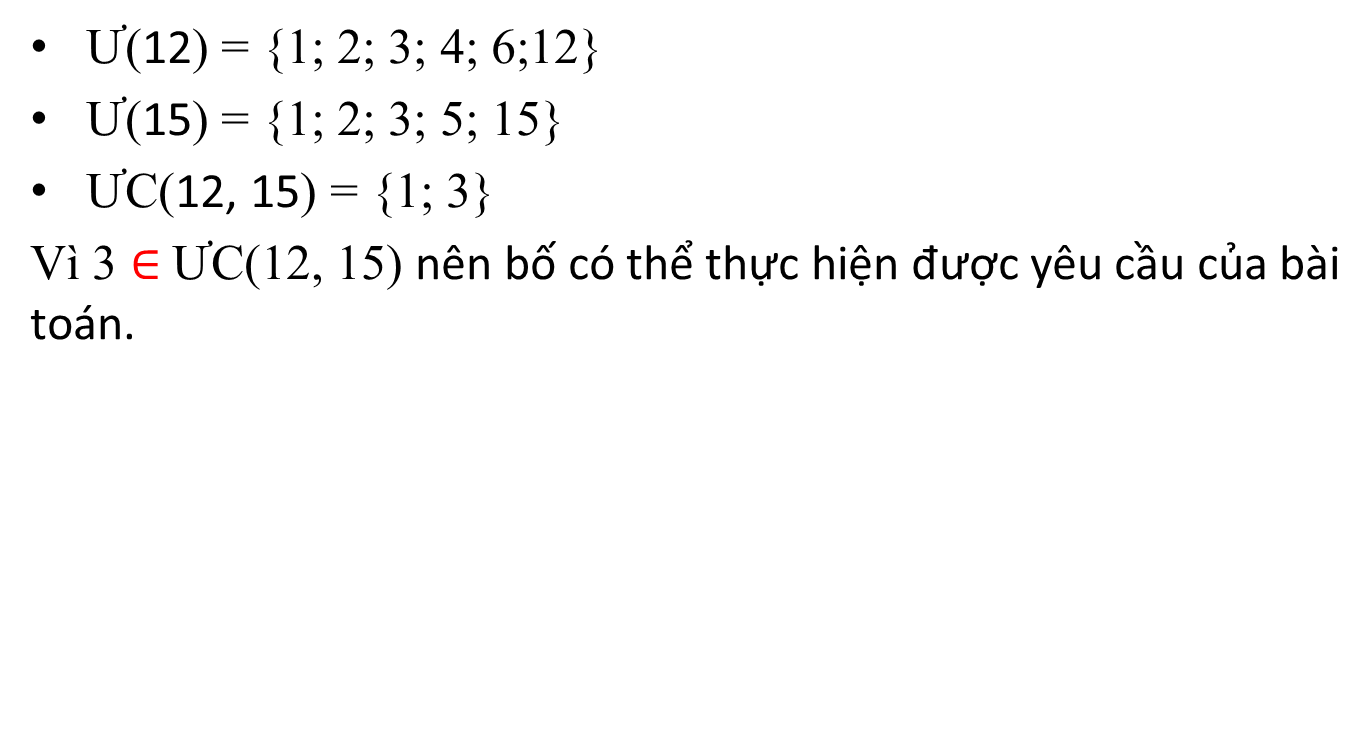 • Ư(12) = {1; 2; 3; 4; 6;12}
• Ư(15) = {1; 2; 3; 5; 15}
• ƯC(12, 15) = {1; 3}
Vì 3 ∈ ƯC(12, 15) nên bố có thể thực hiện được yêu cầu của bài
toán.